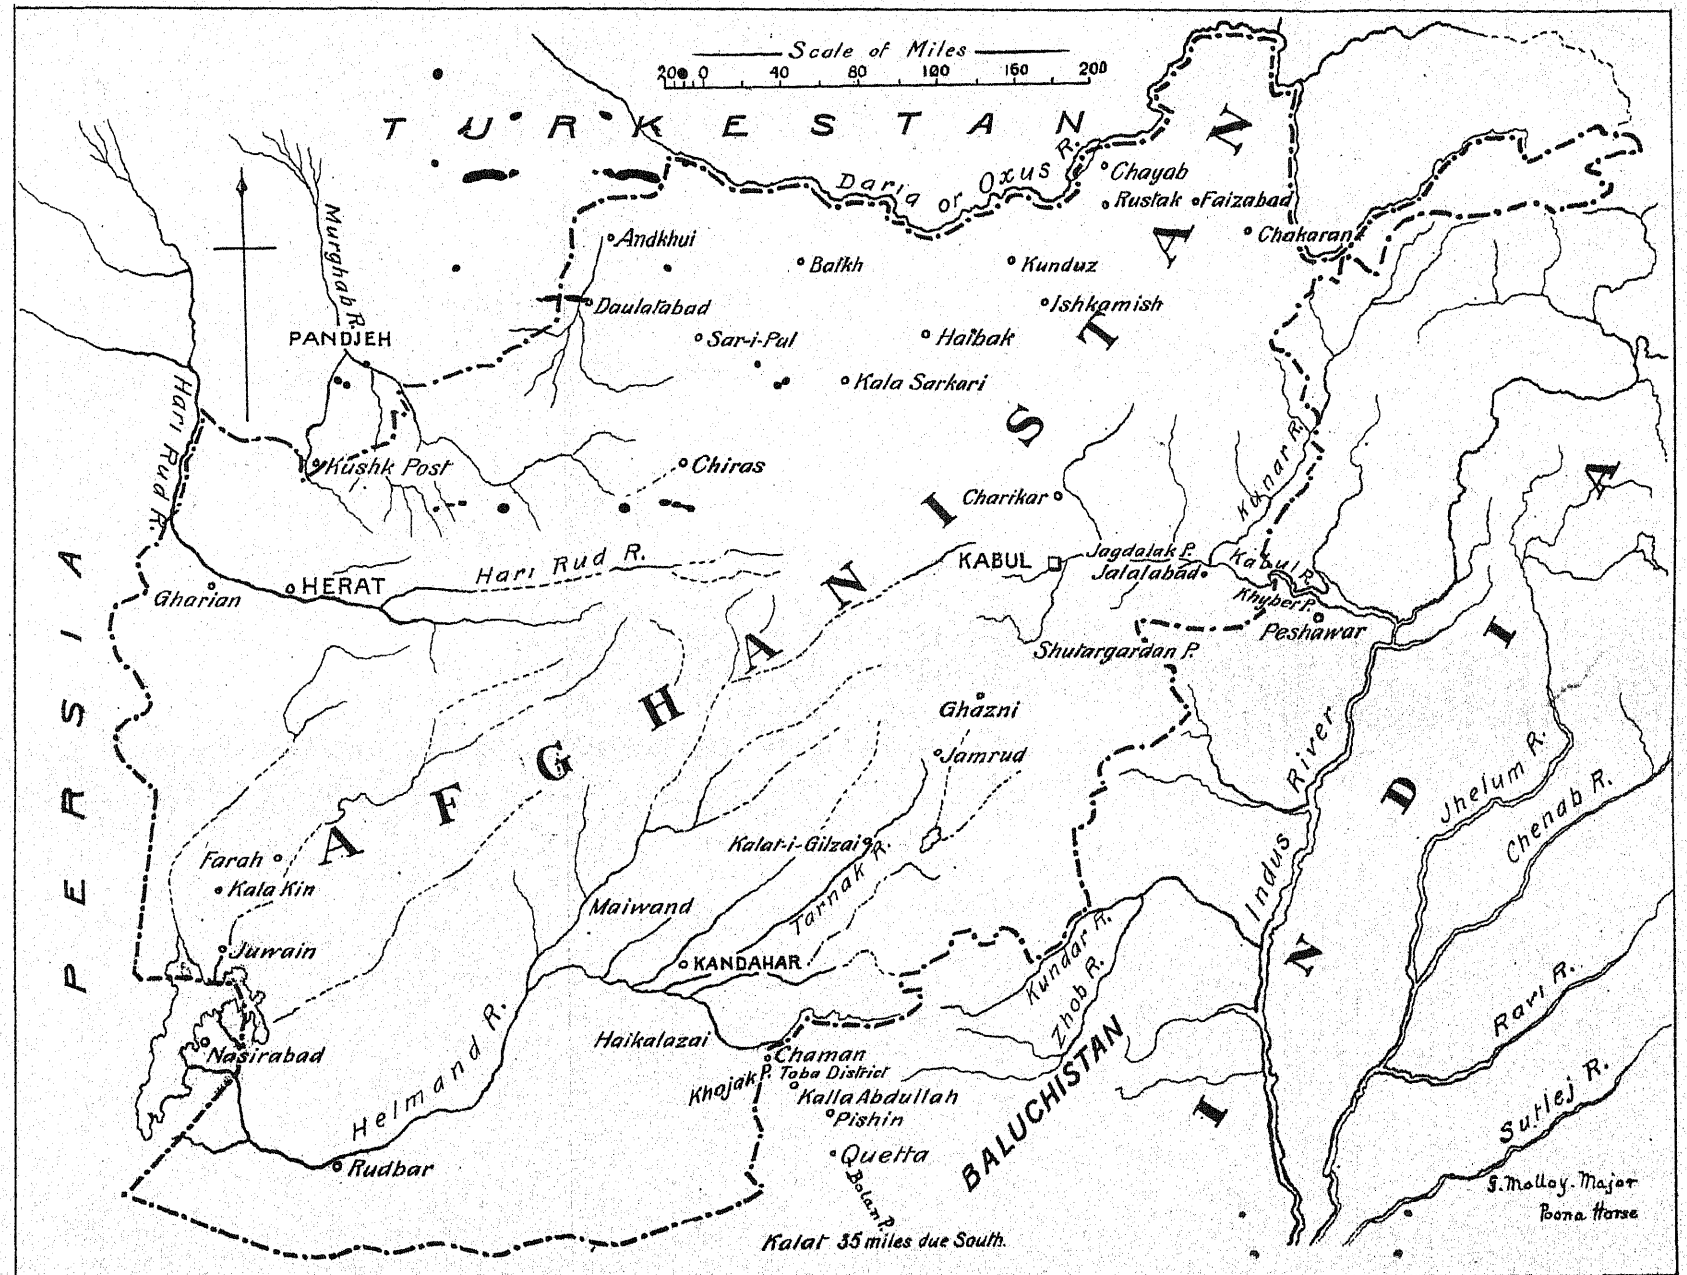 Scale of Miles
20 0 40 80 120 160 200
TURKESTAN
Daria or Oxus R.
Chayab
Rustak
Faizabad
Chakaran
Murghab R.
Andkhui
Balkh
Kunduz
Daulatabad
Ishkamish
PANDJEH
Sar-i-Pul
Haibak
Kala Sarkari
Hari Rud R.
Kushk Post
Chiras
Charikar
Kunar R.
PERSIA
AFGHANISTAN
INDIA
Hari Rud R.
KABUL
Jagdalak P.
Jalalabad
Kabul R.
Khyber P.
Peshawar
Gharian
HERAT
Shutargardan P.
Ghazni
Jamrud
Indus River
Jhelum R.
Chenab R.
Farah
Kala Kin
Kalat-i-Gilzai
Tarnak R.
Maiwand
Juwain
KANDAHAR
Kundar R.
Zhob R.
Rari R.
Nasirabad
Haikalazai
Chaman
Khojak P.
Toba District
Kalla Abdullah
Pishin
BALUCHISTAN
Helmand R.
Sutlej R.
Rudbar
Quetta
Bolan P.
Kalat 35 miles due South.
G. Molloy. Major
Poona Horse